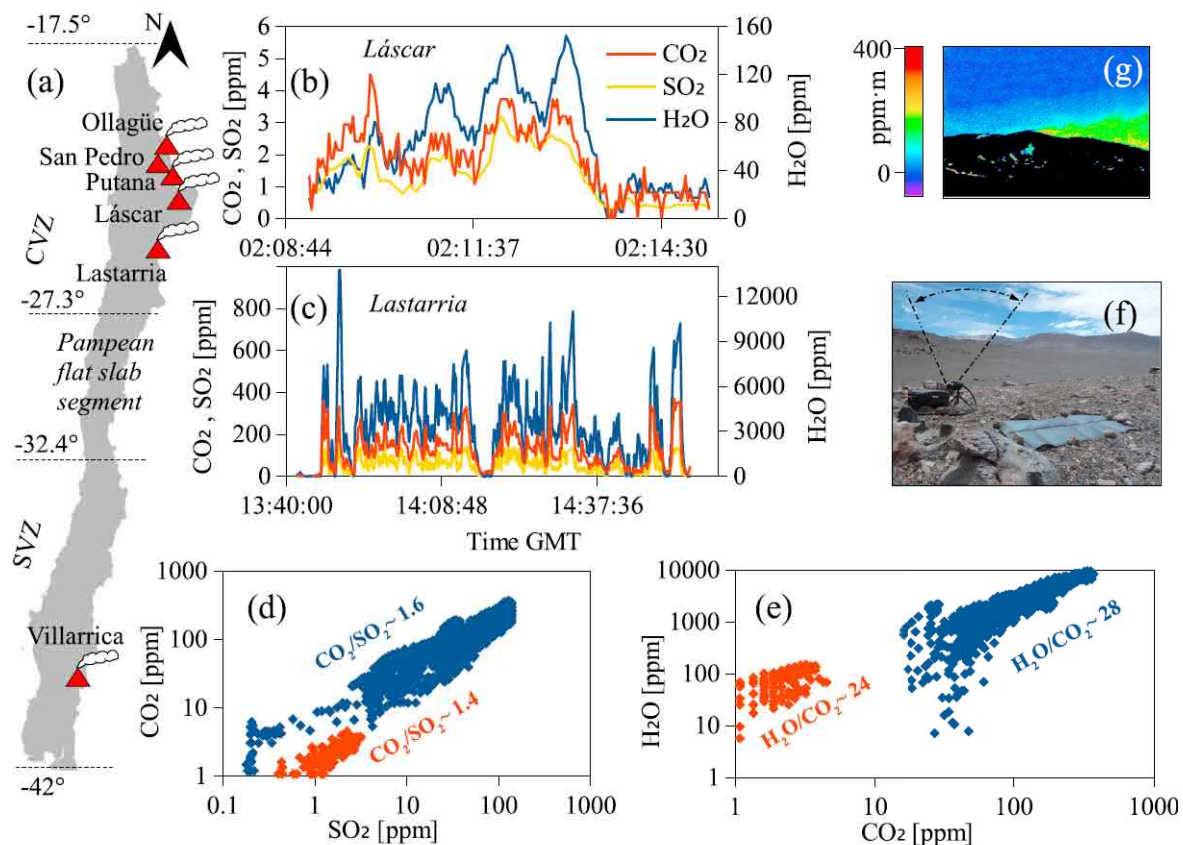 -17.5°
N
(a)
Ollagüe
San Pedro
Putana
Láscar
Lastarria
CVZ
-27.3°
Pampean
flat slab
segment
-32.4°
SVZ
Villarrica
-42°
(b)
Láscar
CO₂
SO₂
H₂O
CO₂ , SO₂ [ppm]
6
5
4
3
2
1
0
160
120
80
40
0
H₂O [ppm]
02:08:44
02:11:37
02:14:30
(c)
Lastarria
CO₂ , SO₂ [ppm]
800
600
400
200
0
12000
9000
6000
3000
0
H₂O [ppm]
13:40:00
14:08:48
14:37:36
Time GMT
400
ppm·m
0
(g)
(f)
(d)
CO₂ [ppm]
1000
100
10
1
CO₂/SO₂~ 1.6
CO₂/SO₂~ 1.4
0.1
1
10
100
1000
SO₂ [ppm]
(e)
H₂O [ppm]
10000
1000
100
10
1
H₂O/CO₂~ 24
H₂O/CO₂~ 28
1
10
100
1000
CO₂ [ppm]